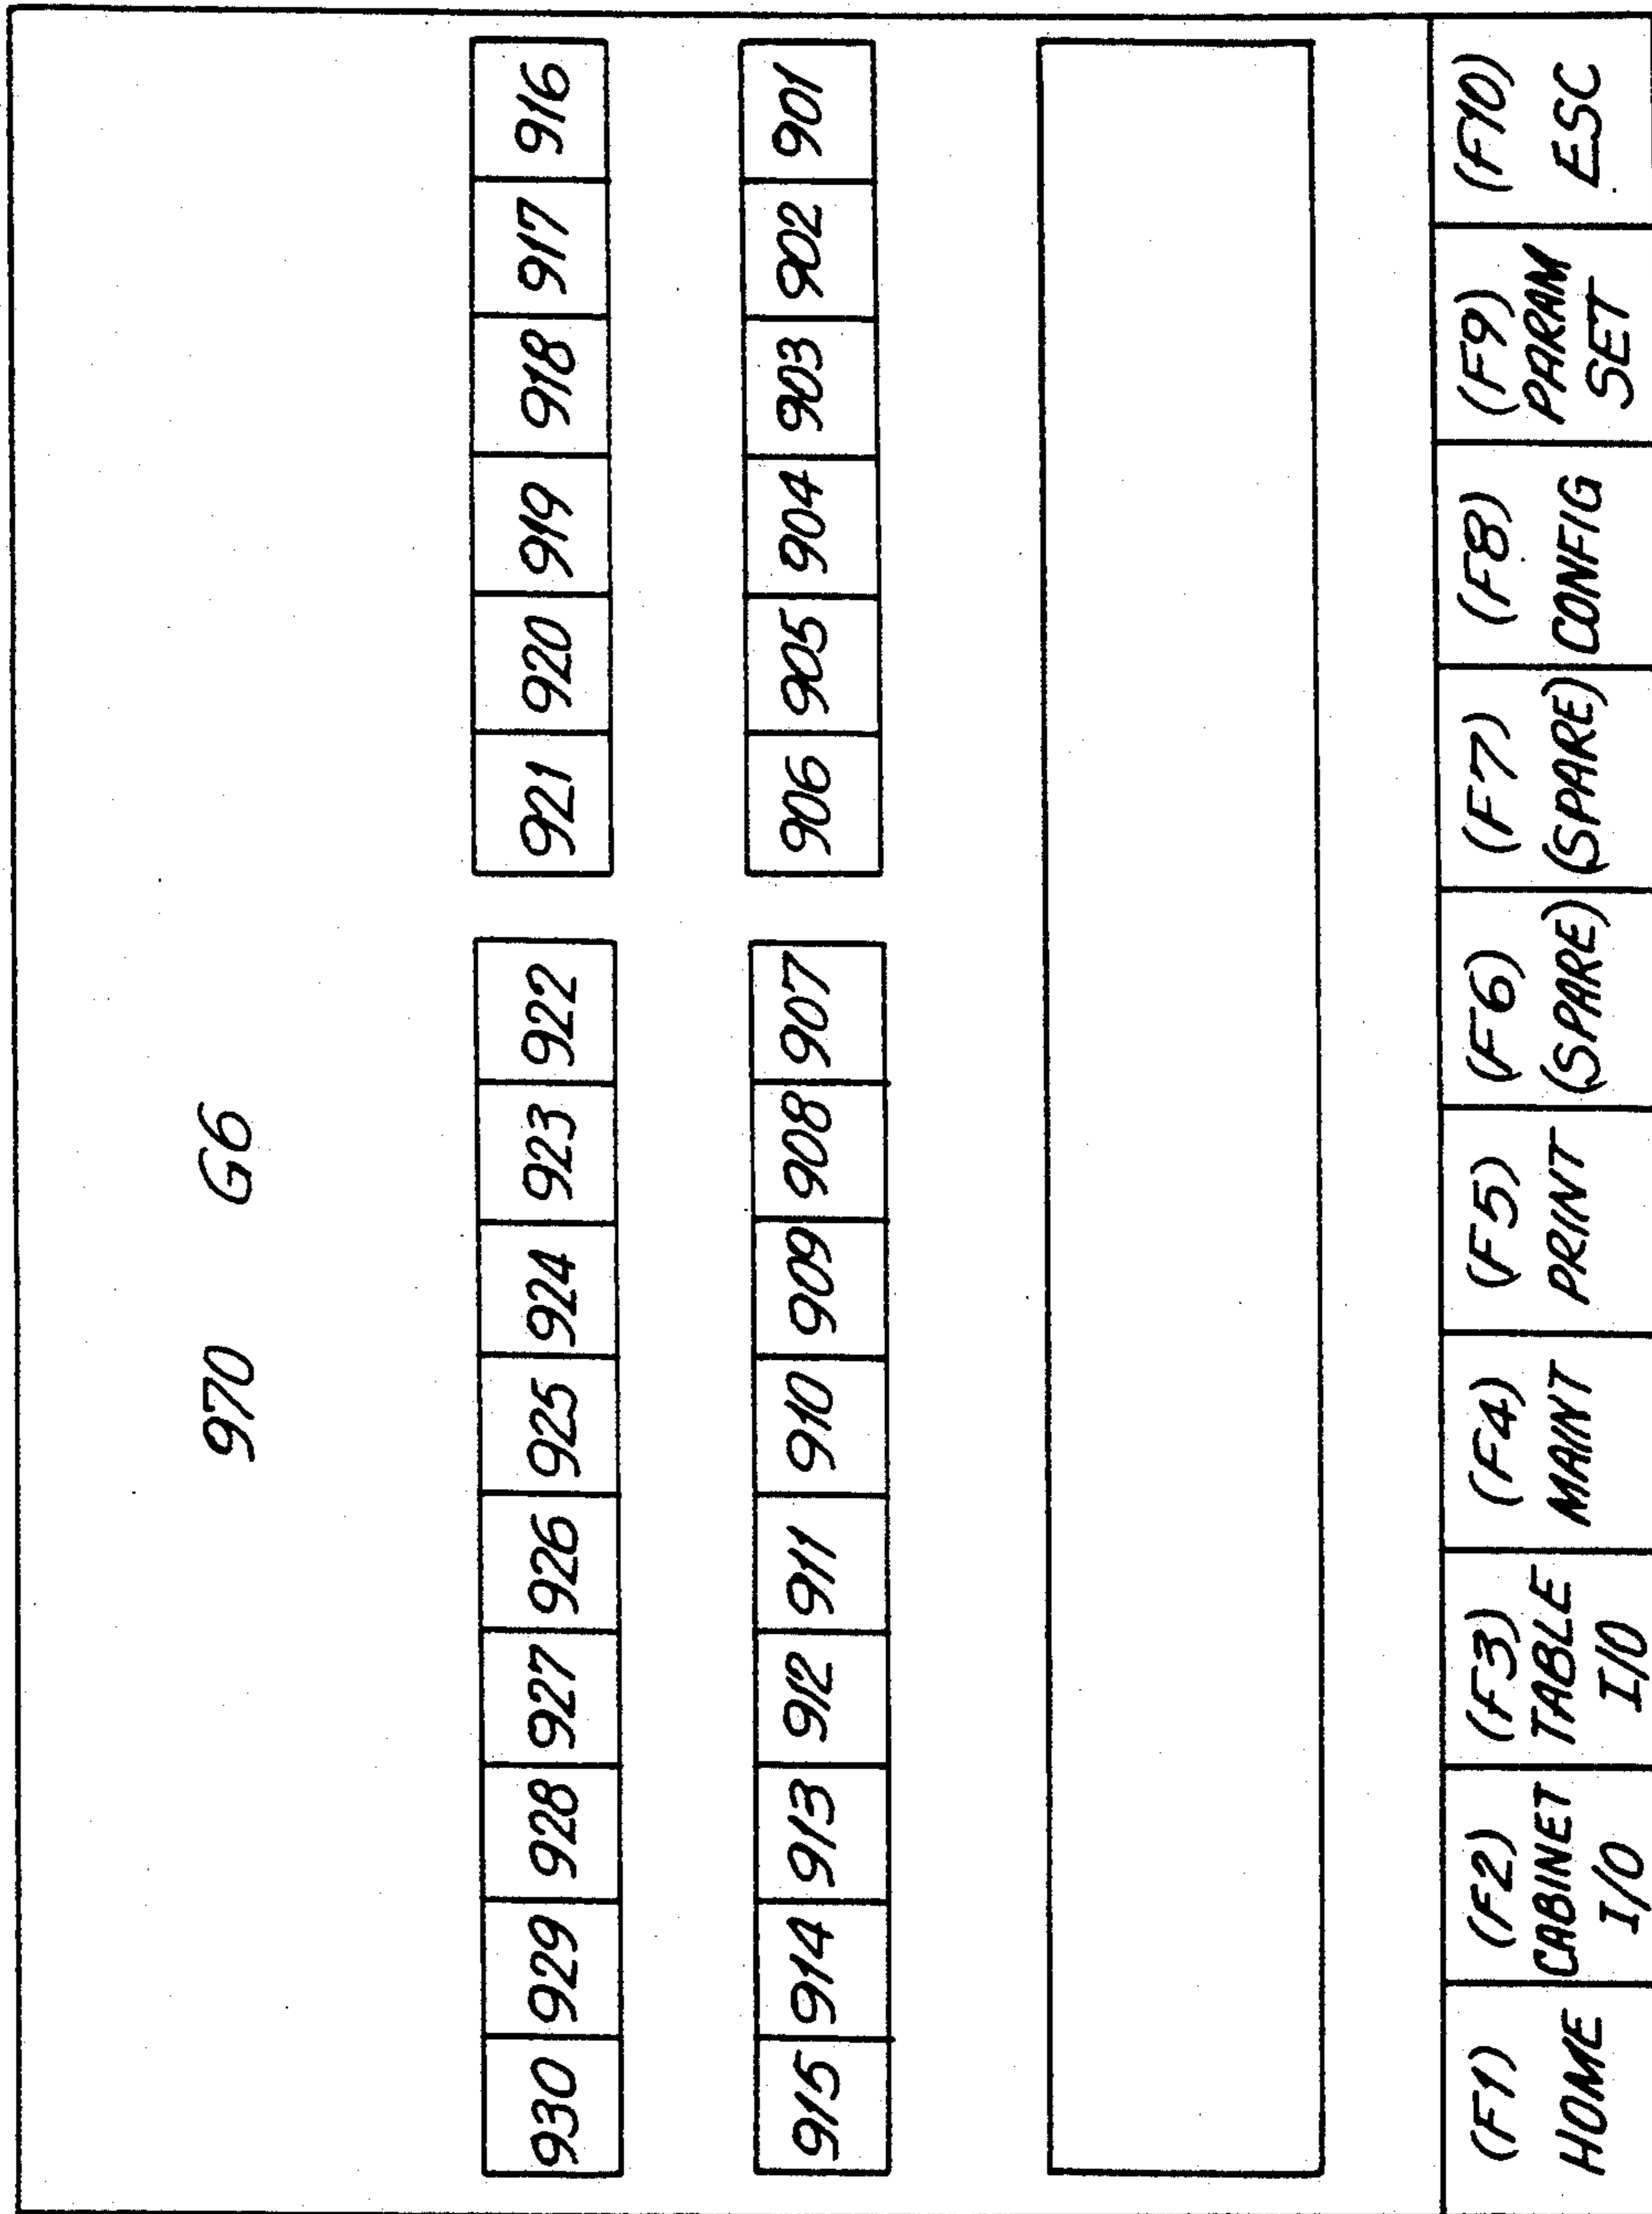 970 G6
930 929 928 927 926 925 924 923 922 921 920 919 918 917 916
915 914 913 912 911 910 909 908 907 906 905 904 903 902 901
(F1) (F2) (F3) (F4) (F5) (F6) (F7) (F8) (F9) (F10)
HOME CABINET TABLE MAINT PRINT (SPARE) (SPARE) CONFIG PARAM ESC
I/O I/O SET